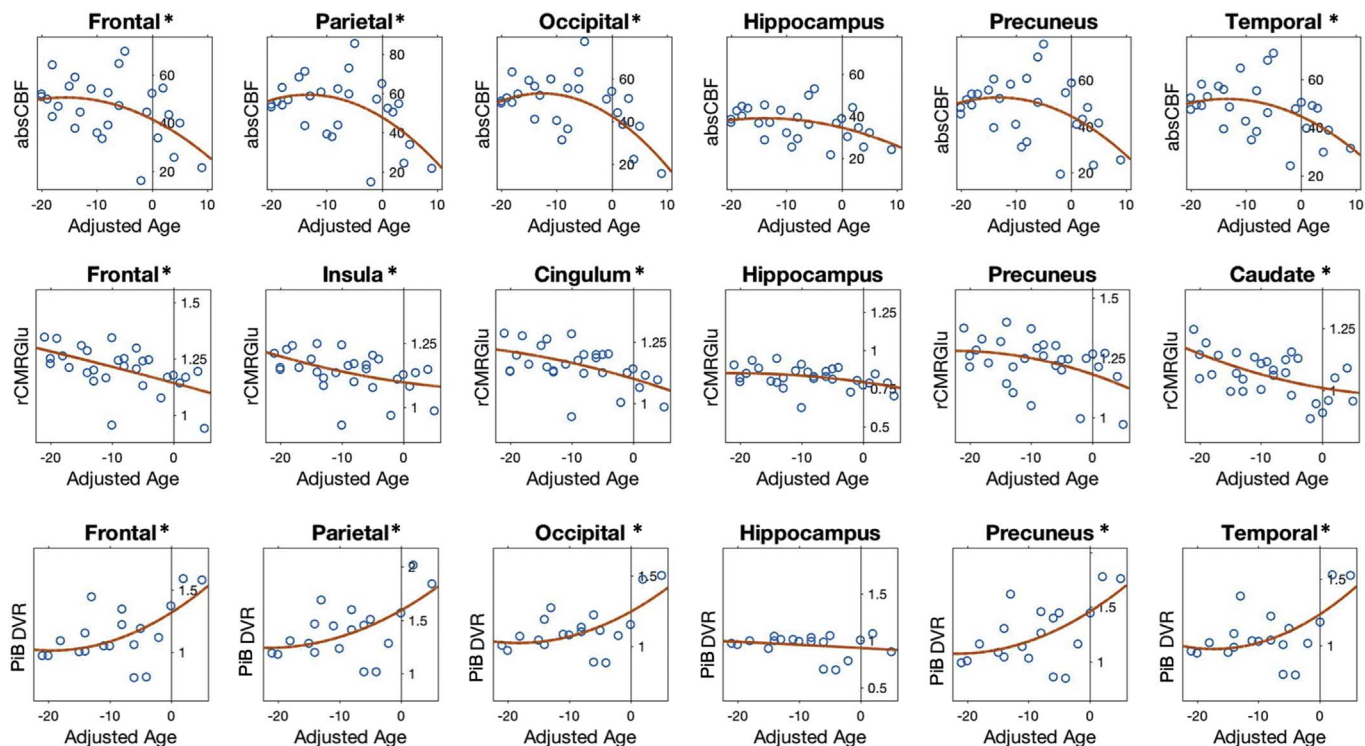 Frontal * Parietal * Occipital * Hippocampus Precuneus Temporal *
absCBF 60 40 20 absCBF 80 60 40 20 absCBF 60 40 20 absCBF 60 40 20 absCBF 60 40 20 absCBF 60 40 20
-20 -10 0 10 -20 -10 0 10 -20 -10 0 10 -20 -10 0 10 -20 -10 0 10 -20 -10 0 10
Adjusted Age Adjusted Age Adjusted Age Adjusted Age Adjusted Age Adjusted Age
Frontal * Insula * Cingulum * Hippocampus Precuneus Caudate *
rCMRGlu 1.5 1.25 1 rCMRGlu 1.25 1 rCMRGlu 1.25 1 rCMRGlu 1.25 1 0.75 0.5 rCMRGlu 1.5 1.25 1 rCMRGlu 1.25 1
-20 -10 0 -20 -10 0 -20 -10 0 -20 -10 0 -20 -10 0 -20 -10 0
Adjusted Age Adjusted Age Adjusted Age Adjusted Age Adjusted Age Adjusted Age
Frontal * Parietal * Occipital * Hippocampus Precuneus * Temporal *
PiB DVR 1.5 1 PiB DVR 2 1.5 1 PiB DVR 1.5 1 PiB DVR 1.5 1 0.5 PiB DVR 1.5 1 PiB DVR 1.5 1
-20 -10 0 -20 -10 0 -20 -10 0 -20 -10 0 -20 -10 0 -20 -10 0
Adjusted Age Adjusted Age Adjusted Age Adjusted Age Adjusted Age Adjusted Age